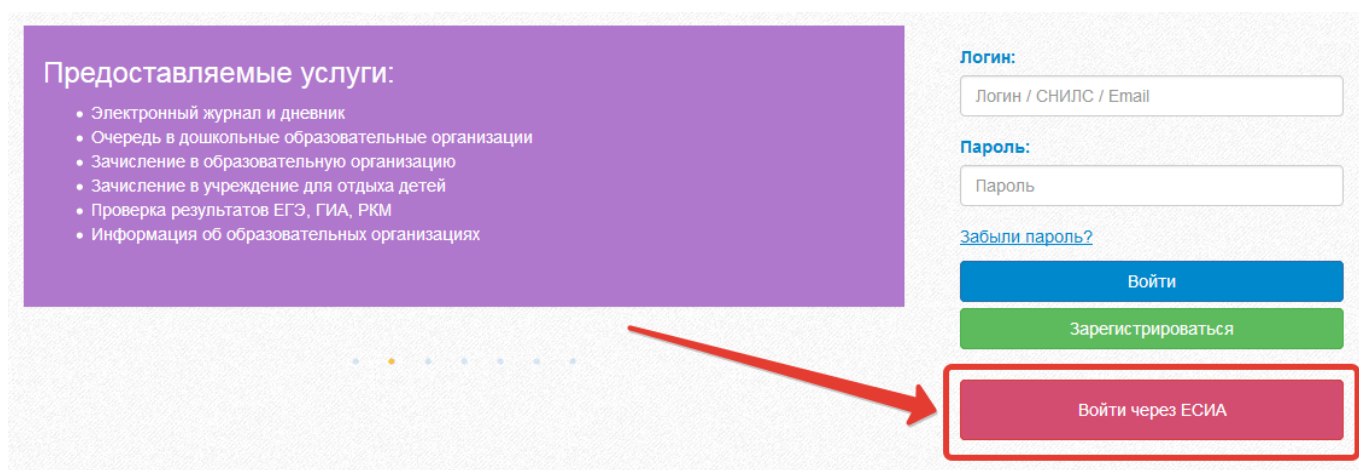 Предоставляемые услуги:
Электронный журнал и дневник
Очередь в дошкольные образовательные организации
Зачисление в образовательную организацию
Зачисление в учреждение для отдыха детей
Проверка результатов ЕГЭ, ГИА, РКМ
Информация об образовательных организациях
Логин:
Логин / СНИЛС / Email
Пароль:
Пароль
Забыли пароль?
Войти
Зарегистрироваться
Войти через ЕСИА